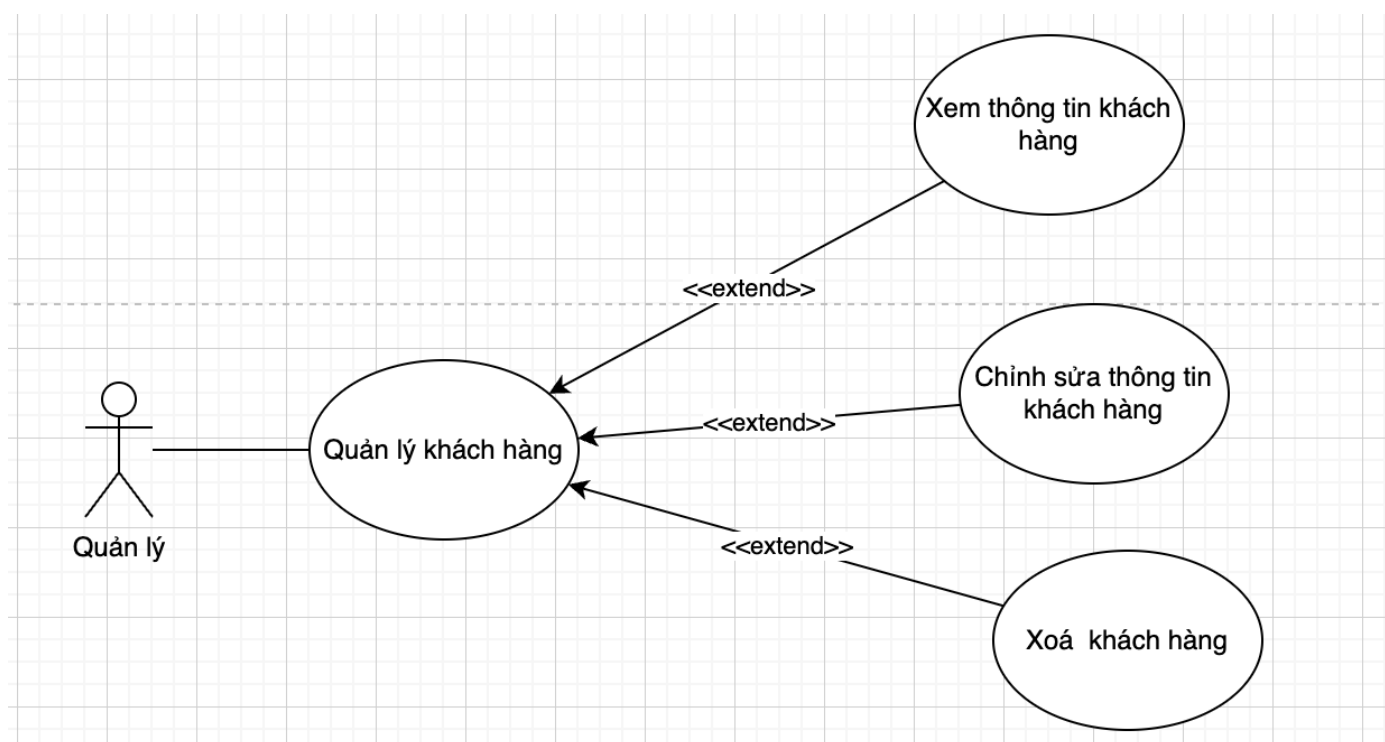 Xem thông tin khách
hàng
<<extend>>
Chỉnh sửa thông tin
khách hàng
<<extend>>
Quản lý khách hàng
Quản lý
<<extend>>
Xoá khách hàng